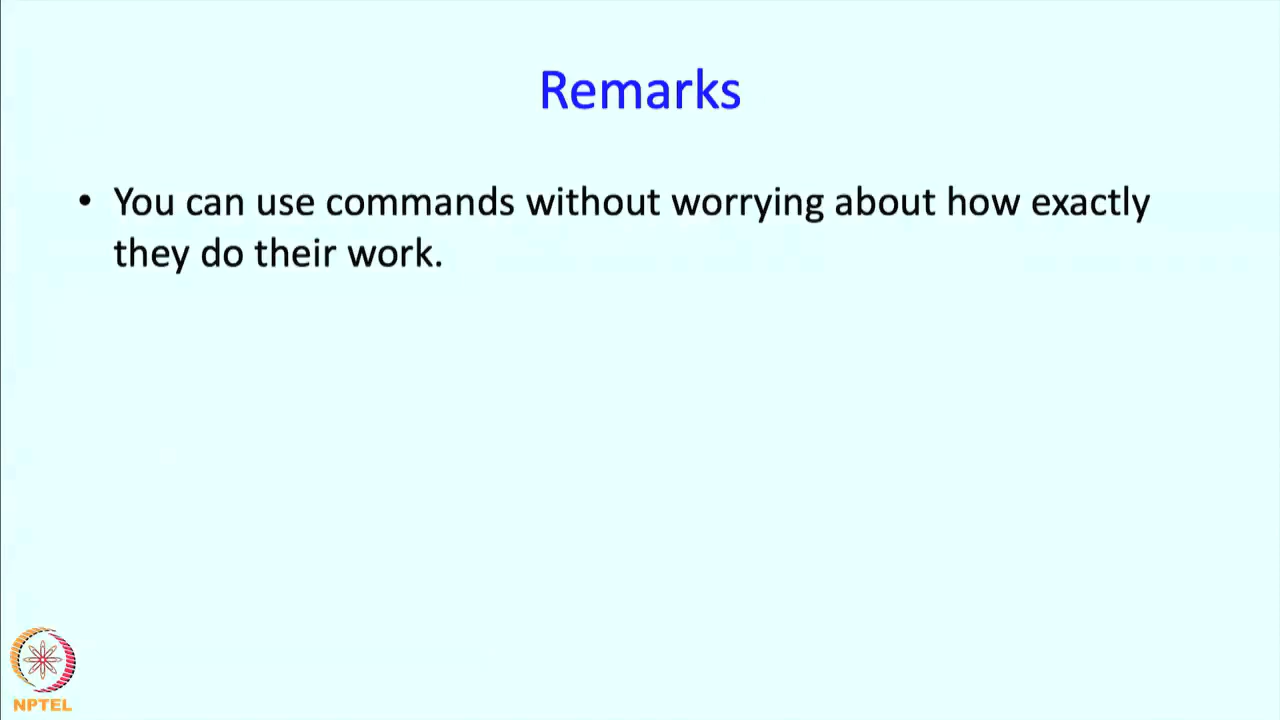 Remarks
• You can use commands without worrying about how exactly
they do their work.
NPTEL